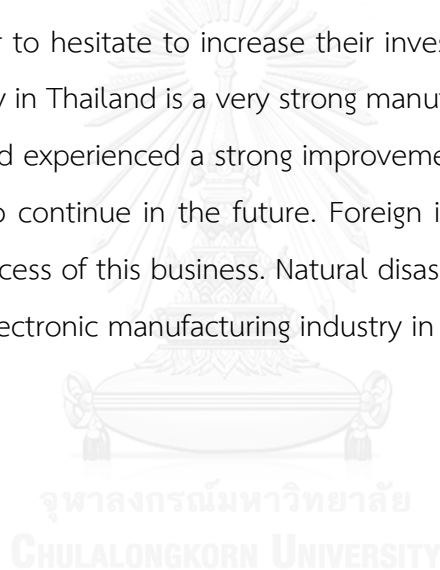 r to hesitate to increase their inves
y in Thailand is a very strong manu
d experienced a strong improveme
o continue in the future. Foreign i
cess of this business. Natural disas
ectronic manufacturing industry in
จุฬาลงกรณ์มหาวิทยาลัย
CHULALONGKORN UNIVERSITY